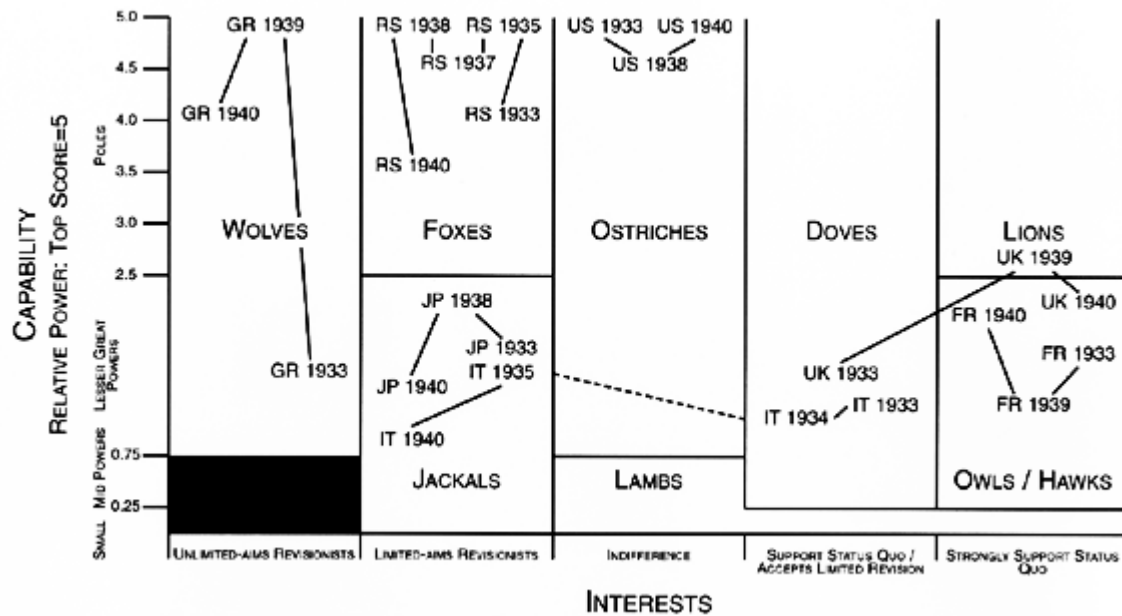 CAPABILITY
RELATIVE POWER: TOP SCORE=5
POLES
LESSER GREAT POWERS
MID POWERS
SMALL
5.0
4.5
4.0
3.5
3.0
2.5
0.75
0.25
GR 1939
GR 1940
WOLVES
GR 1933
RS 1938 RS 1935
RS 1937
RS 1933
RS 1940
FOXES
JP 1938
JP 1933
IT 1935
JP 1940
IT 1940
JACKALS
US 1933 US 1940
US 1938
OSTRICHES
LAMBS
DOVES
UK 1933
IT 1934 IT 1933
LIONS
UK 1939
UK 1940
FR 1940
FR 1933
FR 1939
OWLS / HAWKS
UNLIMITED-AIMS REVISIONISTS
LIMITED-AIMS REVISIONISTS
INDIFFERENCE
SUPPORT STATUS QUO /
ACCEPTS LIMITED REVISION
STRONGLY SUPPORT STATUS
QUO
INTERESTS